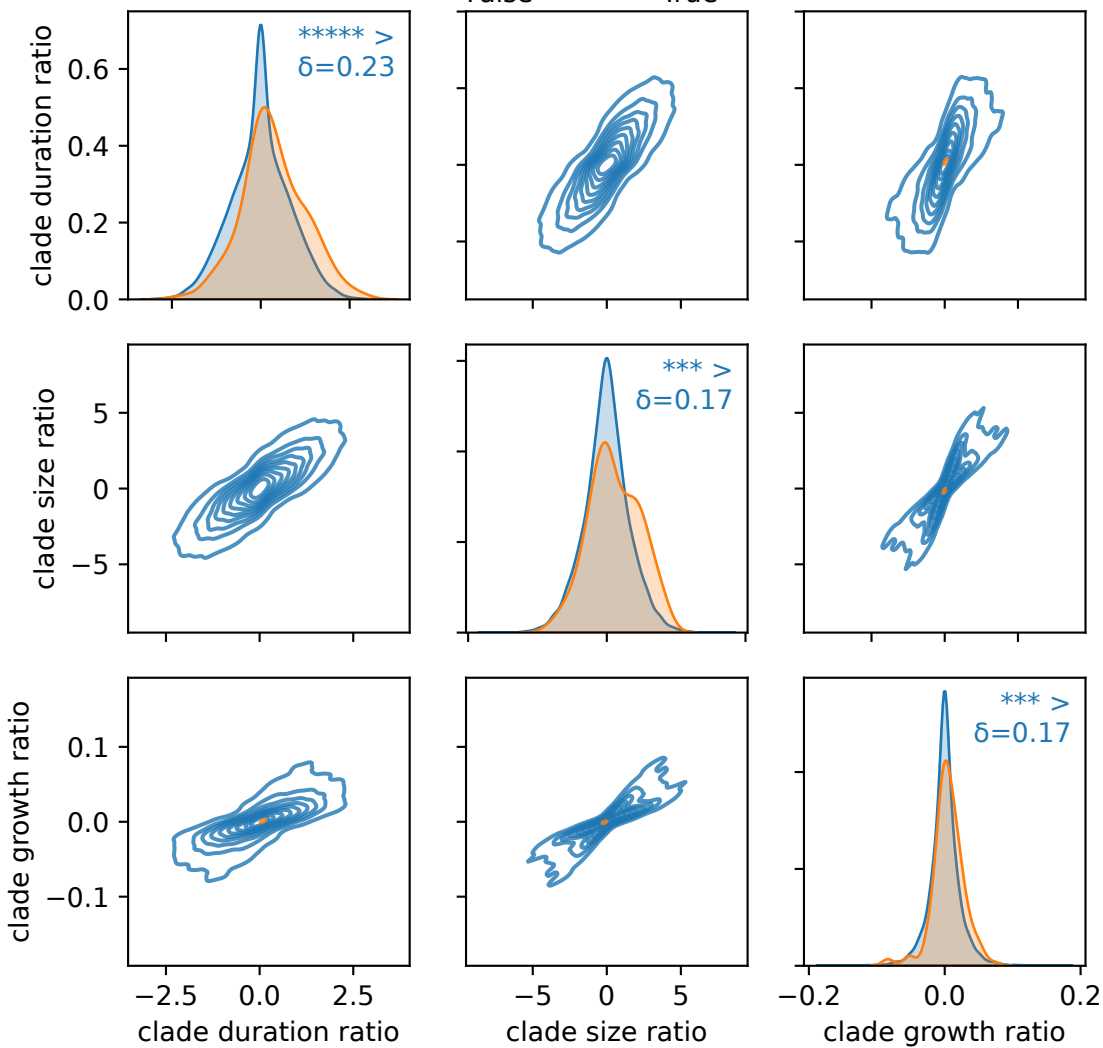 ***** >
δ=0.23
clade duration ratio
0.6
0.4
0.2
0.0
*** >
δ=0.17
clade size ratio
5
0
−5
*** >
δ=0.17
clade growth ratio
0.1
0.0
−0.1
−2.5 0.0 2.5 −5 0 5 −0.2 0.0 0.2
clade duration ratio clade size ratio clade growth ratio